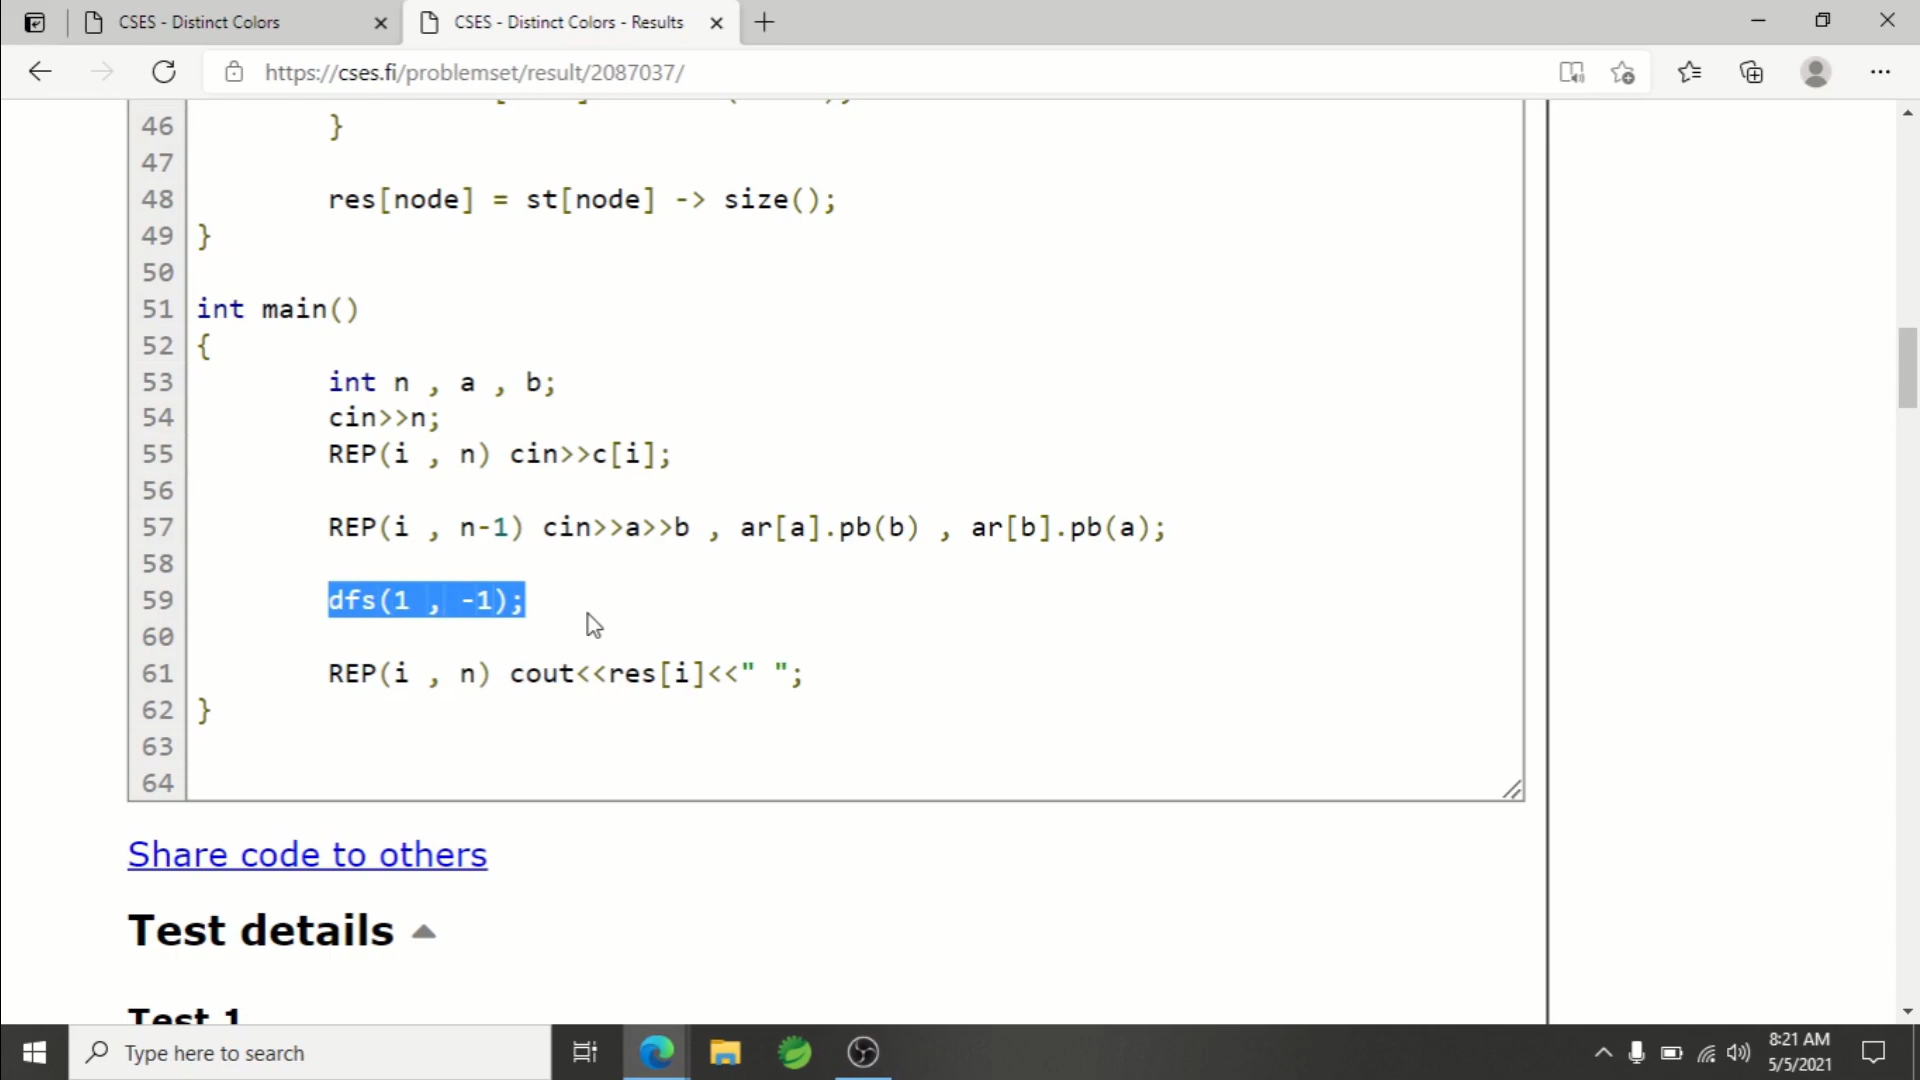 CSES - Distinct Colors
CSES - Distinct Colors - Results
https://cses.fi/problemset/result/2087037/
46 }
47
48 res[node] = st[node] -> size();
49 }
50
51 int main()
52 {
53 int n , a , b;
54 cin>>n;
55 REP(i , n) cin>>c[i];
56
57 REP(i , n-1) cin>>a>>b , ar[a].pb(b) , ar[b].pb(a);
58
59 dfs(1 , -1);
60
61 REP(i , n) cout<<res[i]<<" ";
62 }
63
64
Share code to others
Test details
Test 1
Type here to search
8:21 AM
5/5/2021